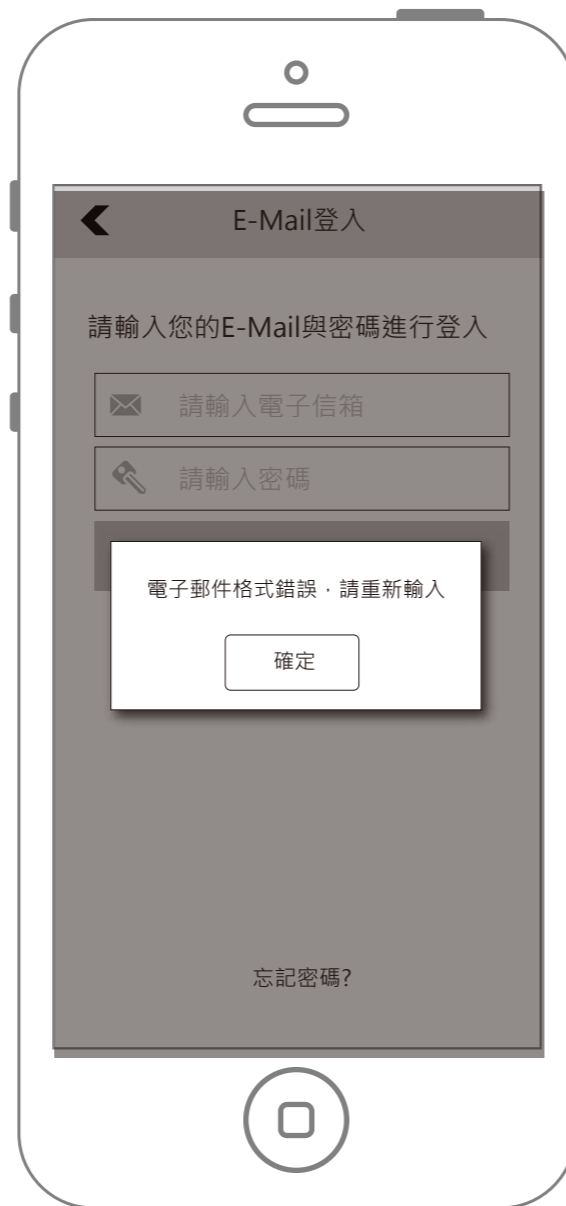 E-Mail登入
請輸入您的E-Mail與密碼進行登入
請輸入電子信箱
請輸入密碼
電子郵件格式錯誤，請重新輸入
確定
忘記密碼?